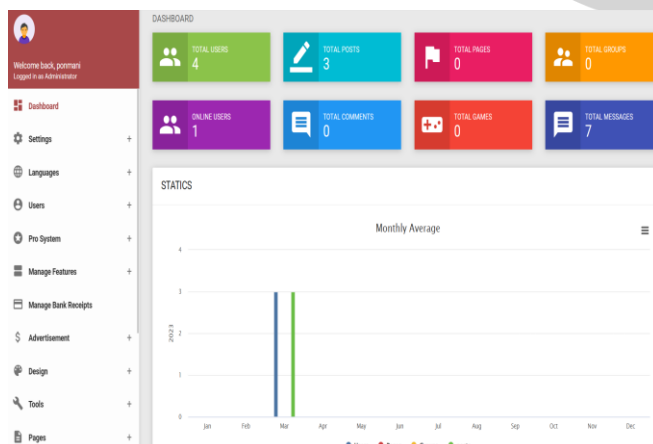 DASHBOARD
Welcome back, ponmani
Logged in as Administrator
Dashboard
Settings +
Languages +
Users +
Pro System +
Manage Features +
Manage Bank Receipts
$ Advertisement +
Design +
Tools +
Pages +
TOTAL USERS
4
TOTAL POSTS
3
TOTAL PAGES
0
TOTAL GROUPS
0
ONLINE USERS
1
TOTAL COMMENTS
0
TOTAL GAMES
0
TOTAL MESSAGES
7
STATICS
Monthly Average
2023
4
3
2
1
0
Jan Feb Mar Apr May Jun Jul Aug Sep Oct Nov Dec